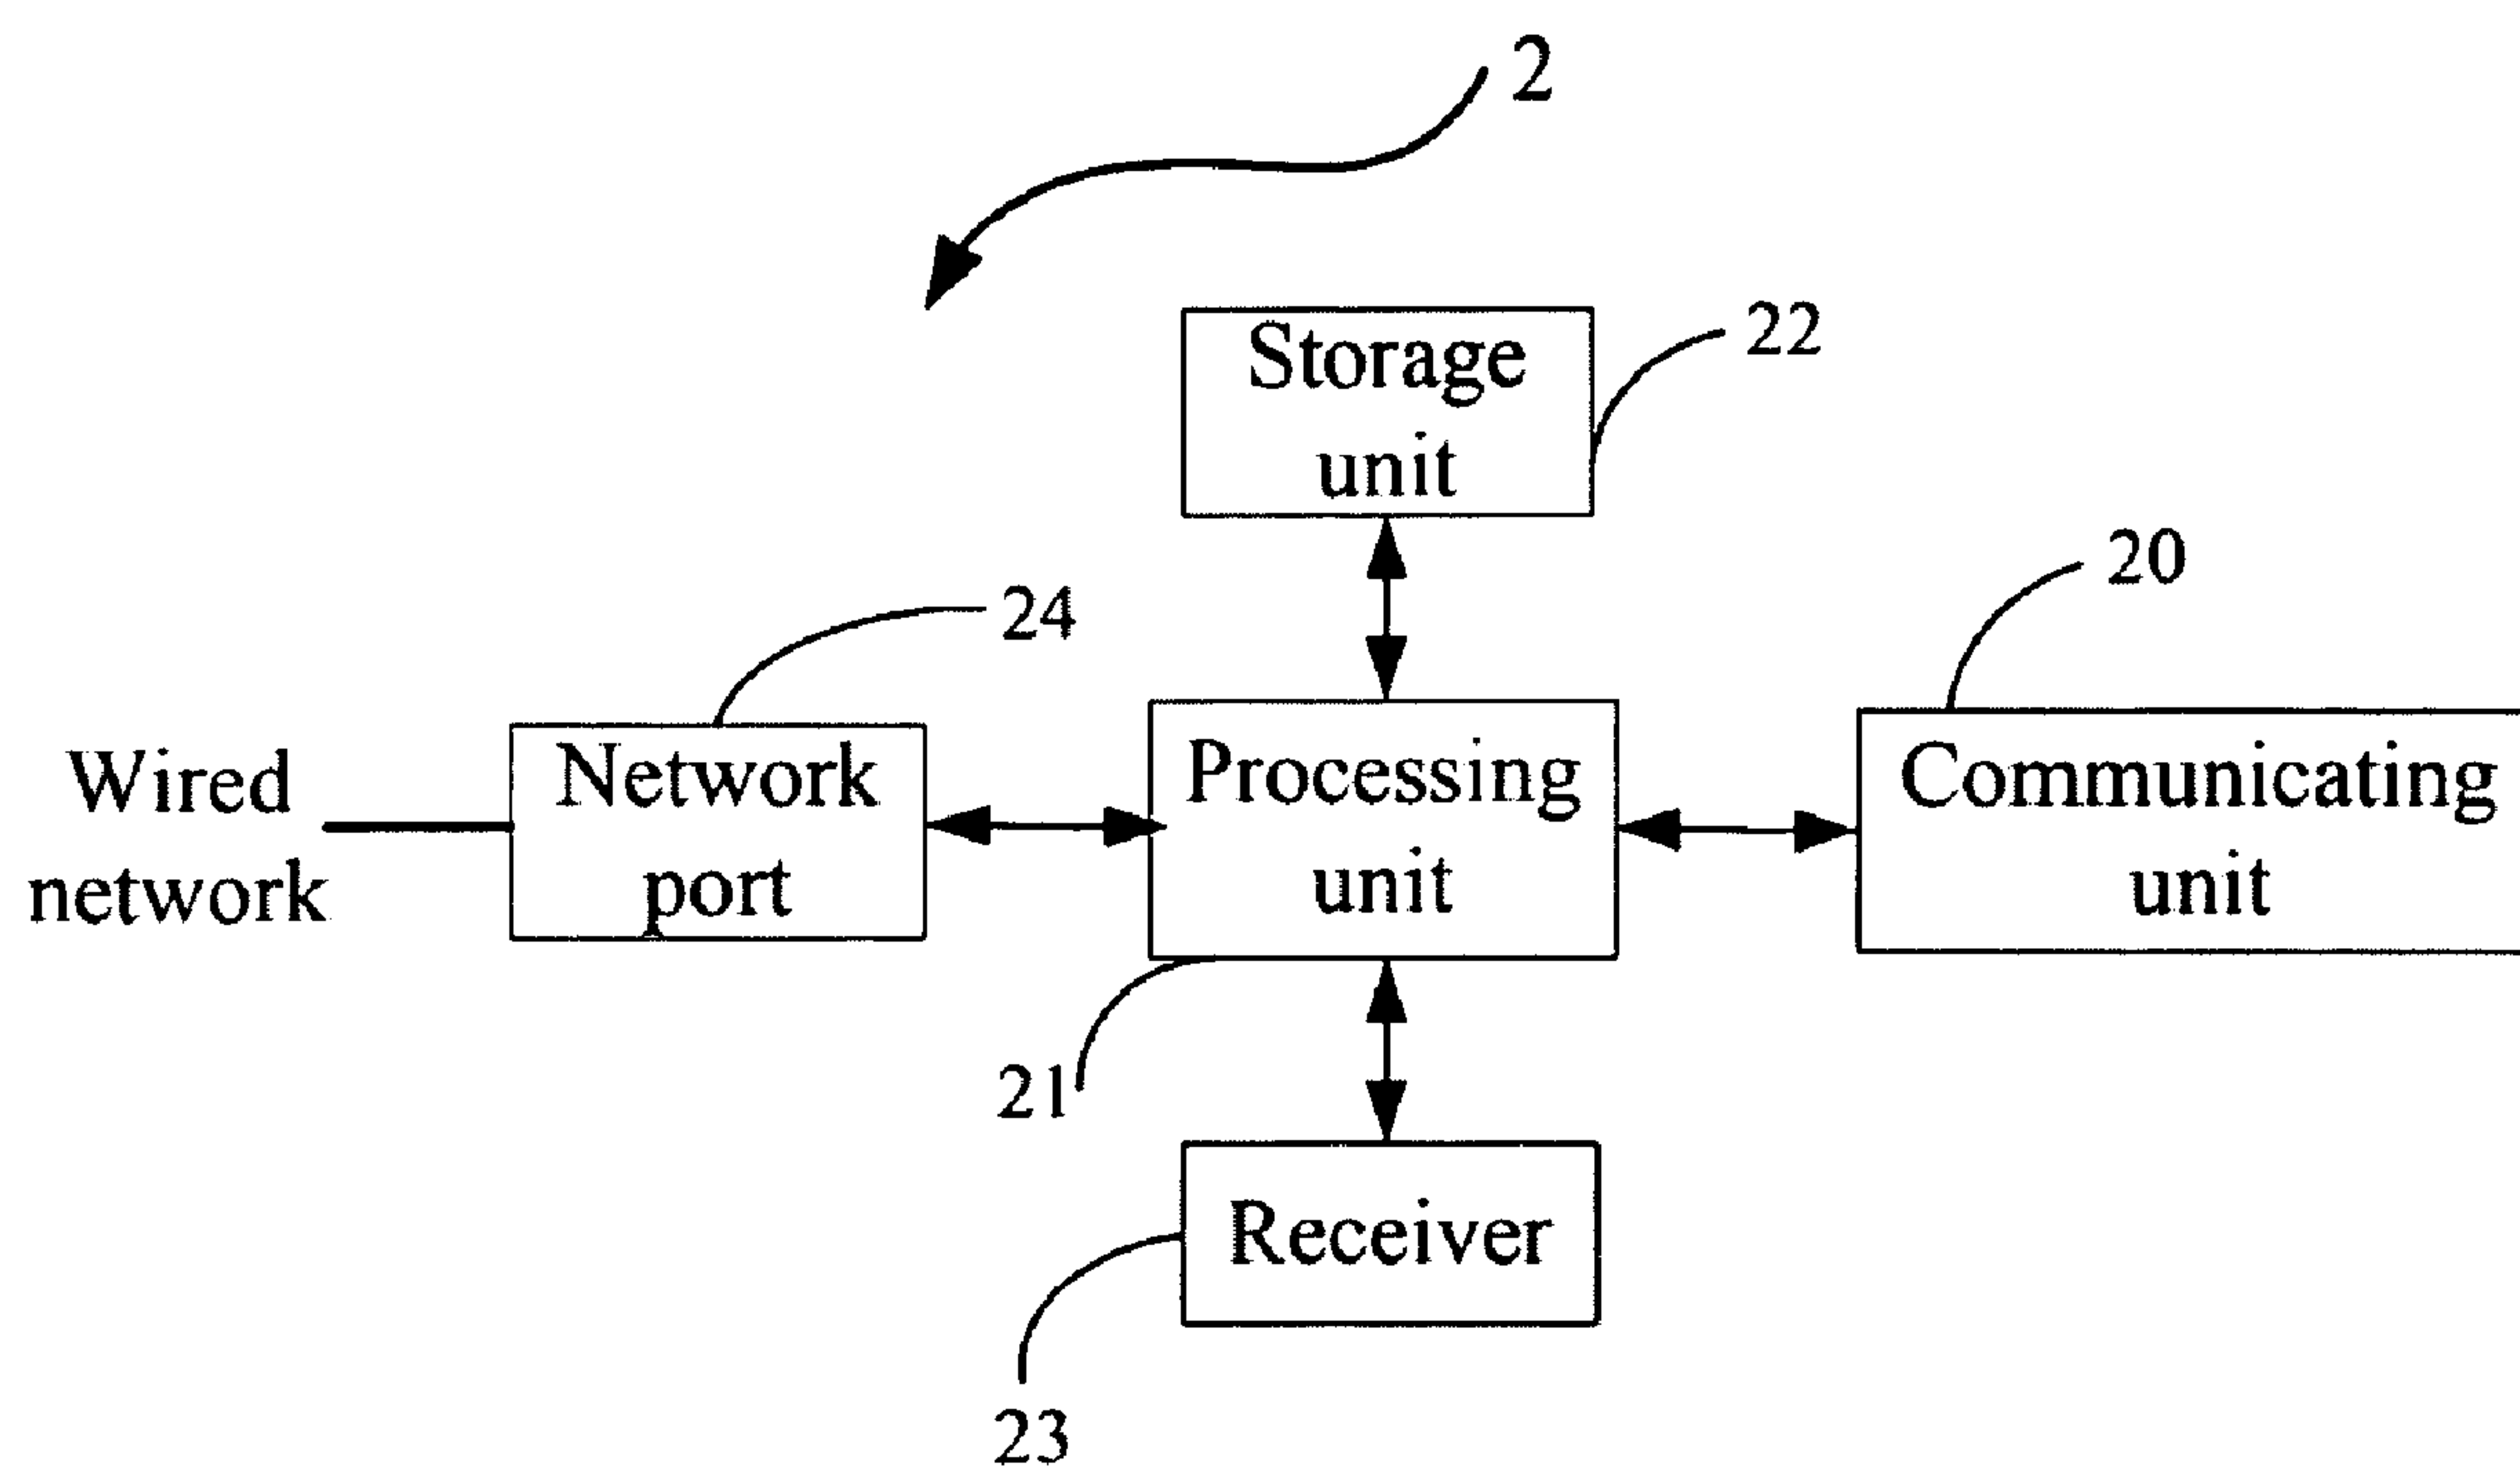 2
Storage
unit
22
20
24
Wired
network
Network
port
Processing
unit
Communicating
unit
21
Receiver
23